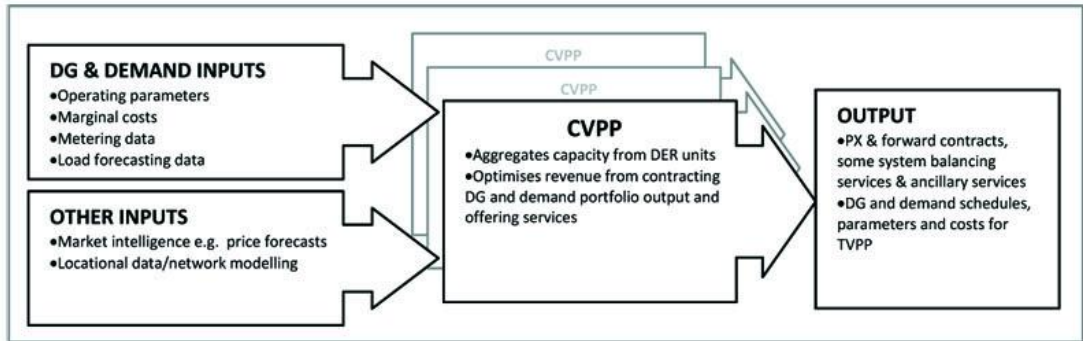 DG & DEMAND INPUTS
•Operating parameters
•Marginal costs
•Metering data
•Load forecasting data
OTHER INPUTS
•Market intelligence e.g. price forecasts
•Locational data/network modelling
CVPP
CVPP
CVPP
•Aggregates capacity from DER units
•Optimises revenue from contracting
DG and demand portfolio output and
offering services
OUTPUT
•PX & forward contracts,
some system balancing
services & ancillary services
•DG and demand schedules,
parameters and costs for
TVPP